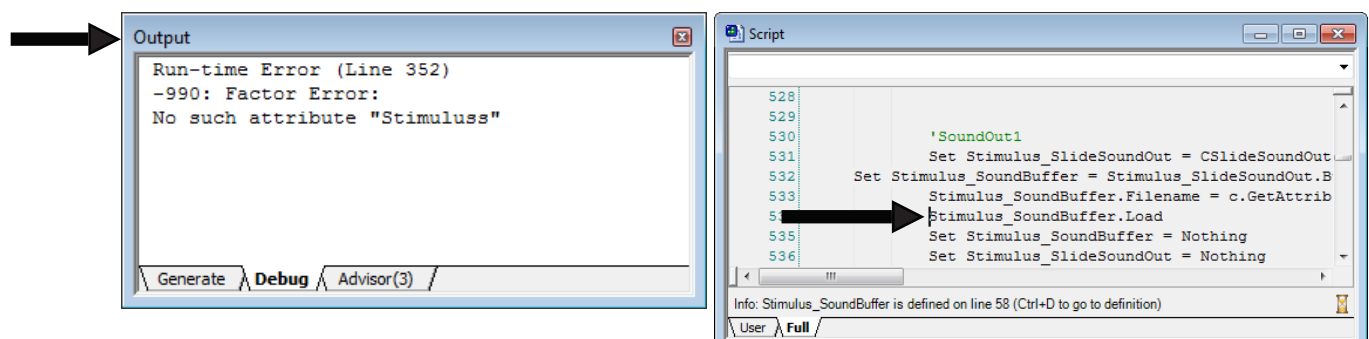 Output
Run-time Error (Line 352)
-990: Factor Error:
No such attribute "Stimuluss"
Generate Debug Advisor(3)
Script
528
529
530 'SoundOut1
531 Set Stimulus_SlideSoundOut = CSlideSoundOut
532 Set Stimulus_SoundBuffer = Stimulus_SlideSoundOut.B
533 Stimulus_SoundBuffer.Filename = c.GetAttrib
Stimulus_SoundBuffer.Load
535 Set Stimulus_SoundBuffer = Nothing
536 Set Stimulus_SlideSoundOut = Nothing
Info: Stimulus_SoundBuffer is defined on line 58 (Ctrl+D to go to definition)
User Full